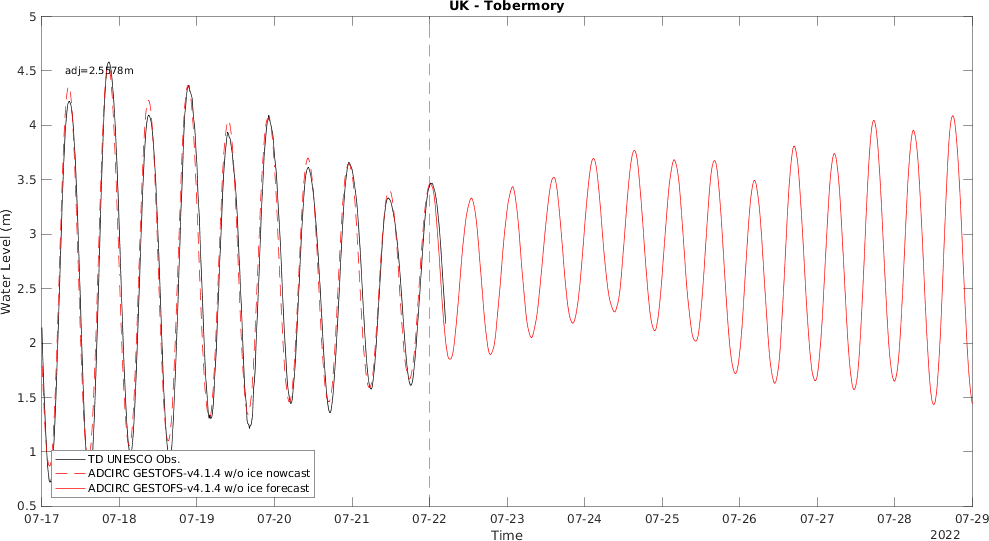 UK - Tobermory
adj=2.5578m
Water Level (m)
5
4.5
4
3.5
3
2.5
2
1.5
1
0.5
TD UNESCO Obs.
ADCIRC GESTOFS-v4.1.4 w/o ice nowcast
ADCIRC GESTOFS-v4.1.4 w/o ice forecast
07-17 07-18 07-19 07-20 07-21 07-22 07-23 07-24 07-25 07-26 07-27 07-28 07-29
Time
2022